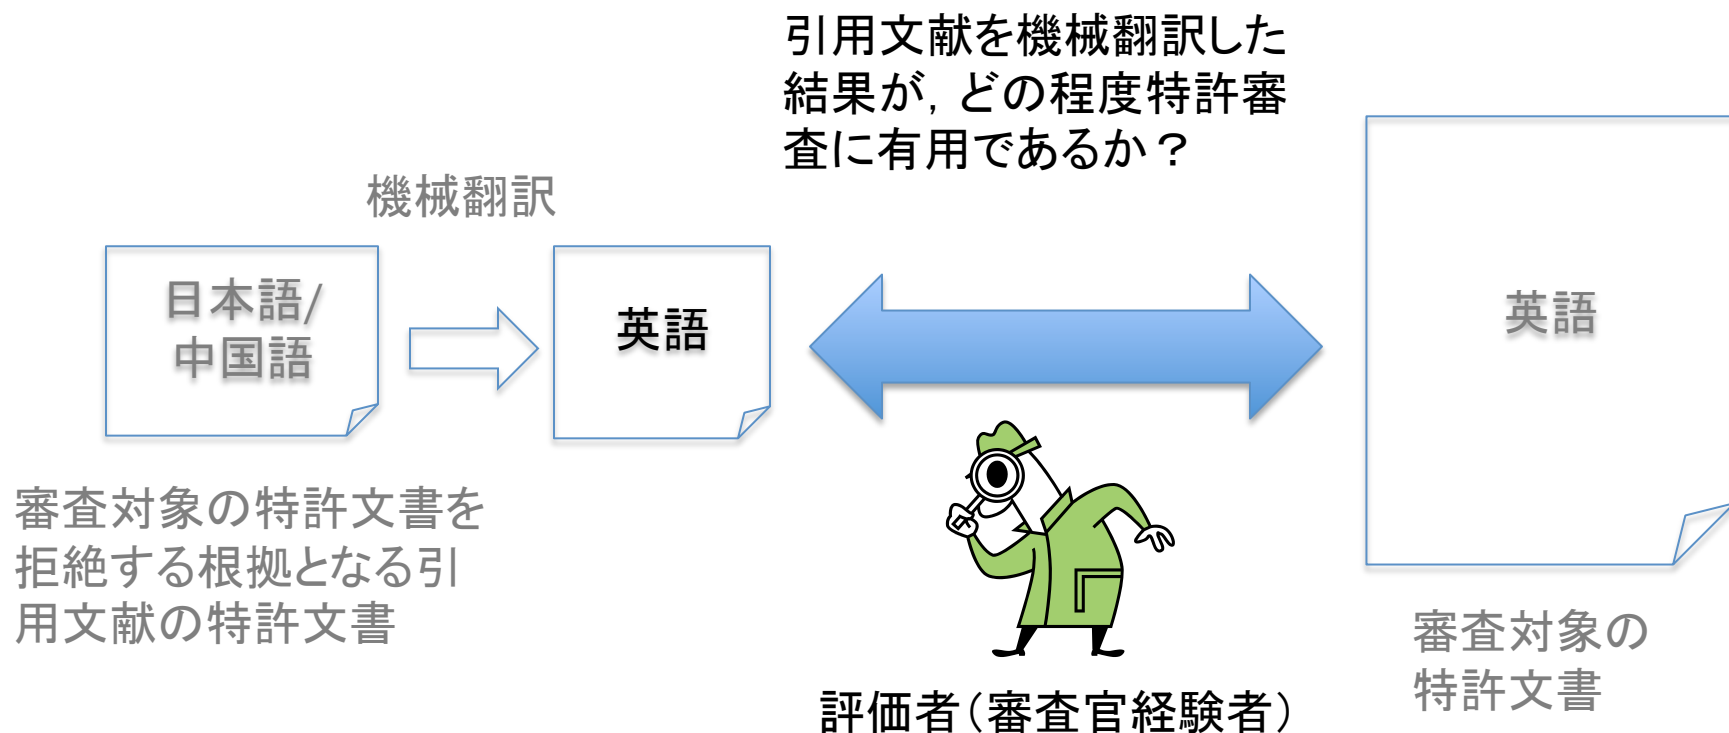 引用文献を機械翻訳した
結果が，どの程度特許審
査に有用であるか？
機械翻訳
日本語/
中国語
英語
英語
審査対象の特許文書を
拒絶する根拠となる引
用文献の特許文書
審査対象の
特許文書
評価者（審査官経験者）